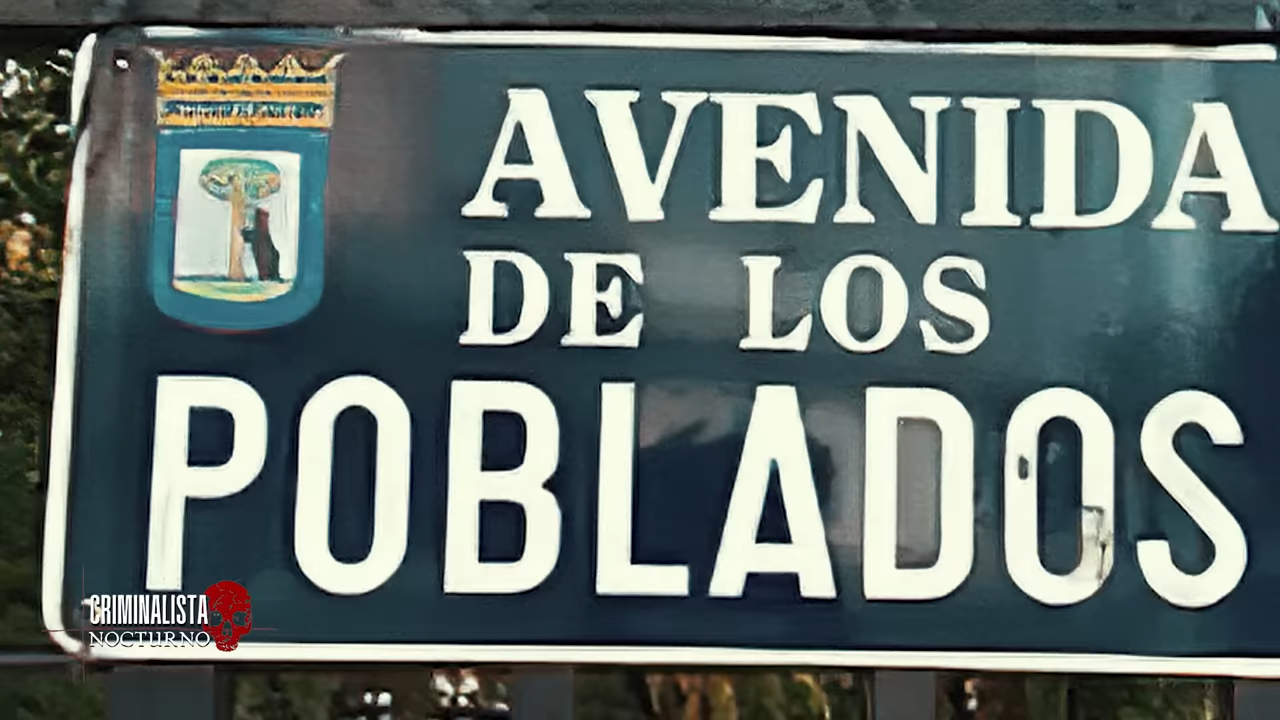 AVENIDA
DE LOS
POBLADOS
CRIMINALISTA
NOCTURNO